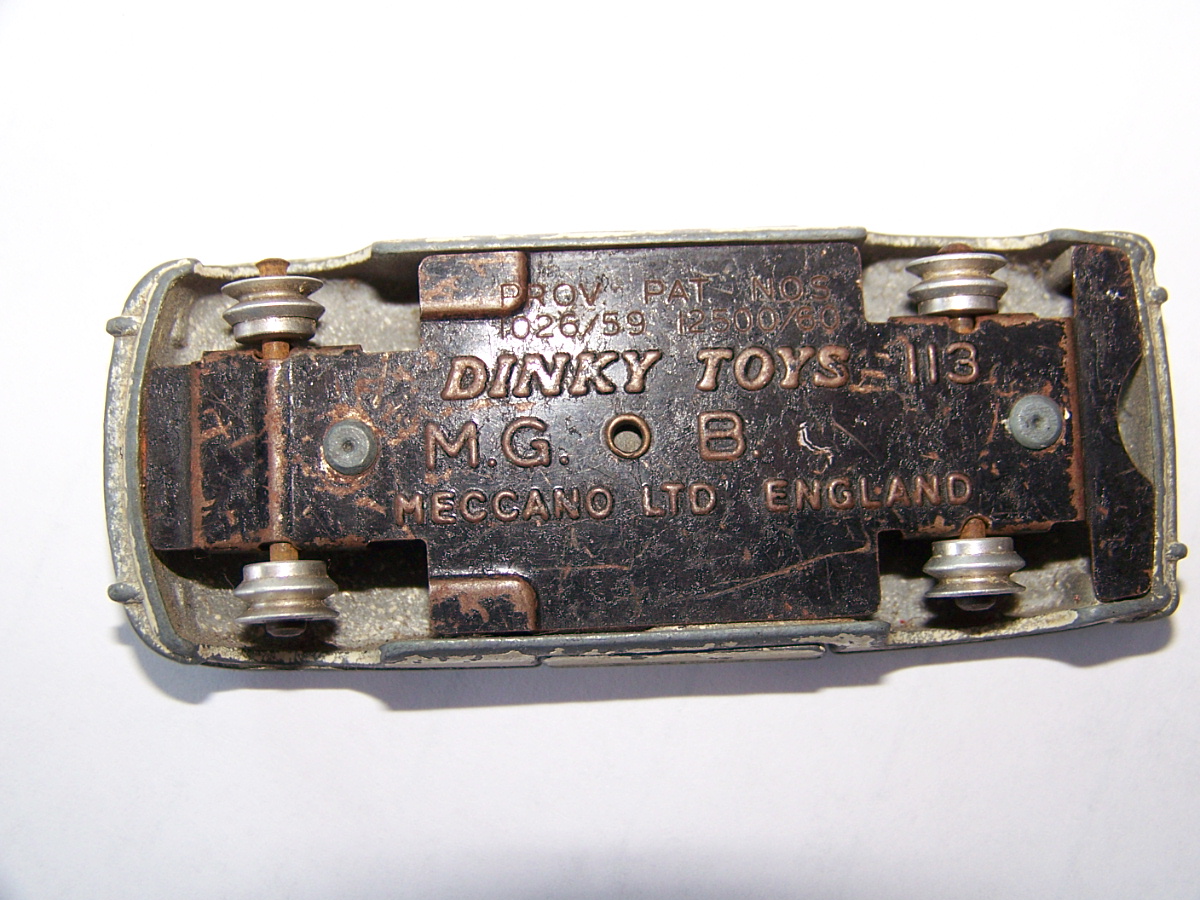 PROV. PAT NOS
1026/59 12500/60
DINKY TOYS 113
M.G. B.
MECCANO LTD ENGLAND